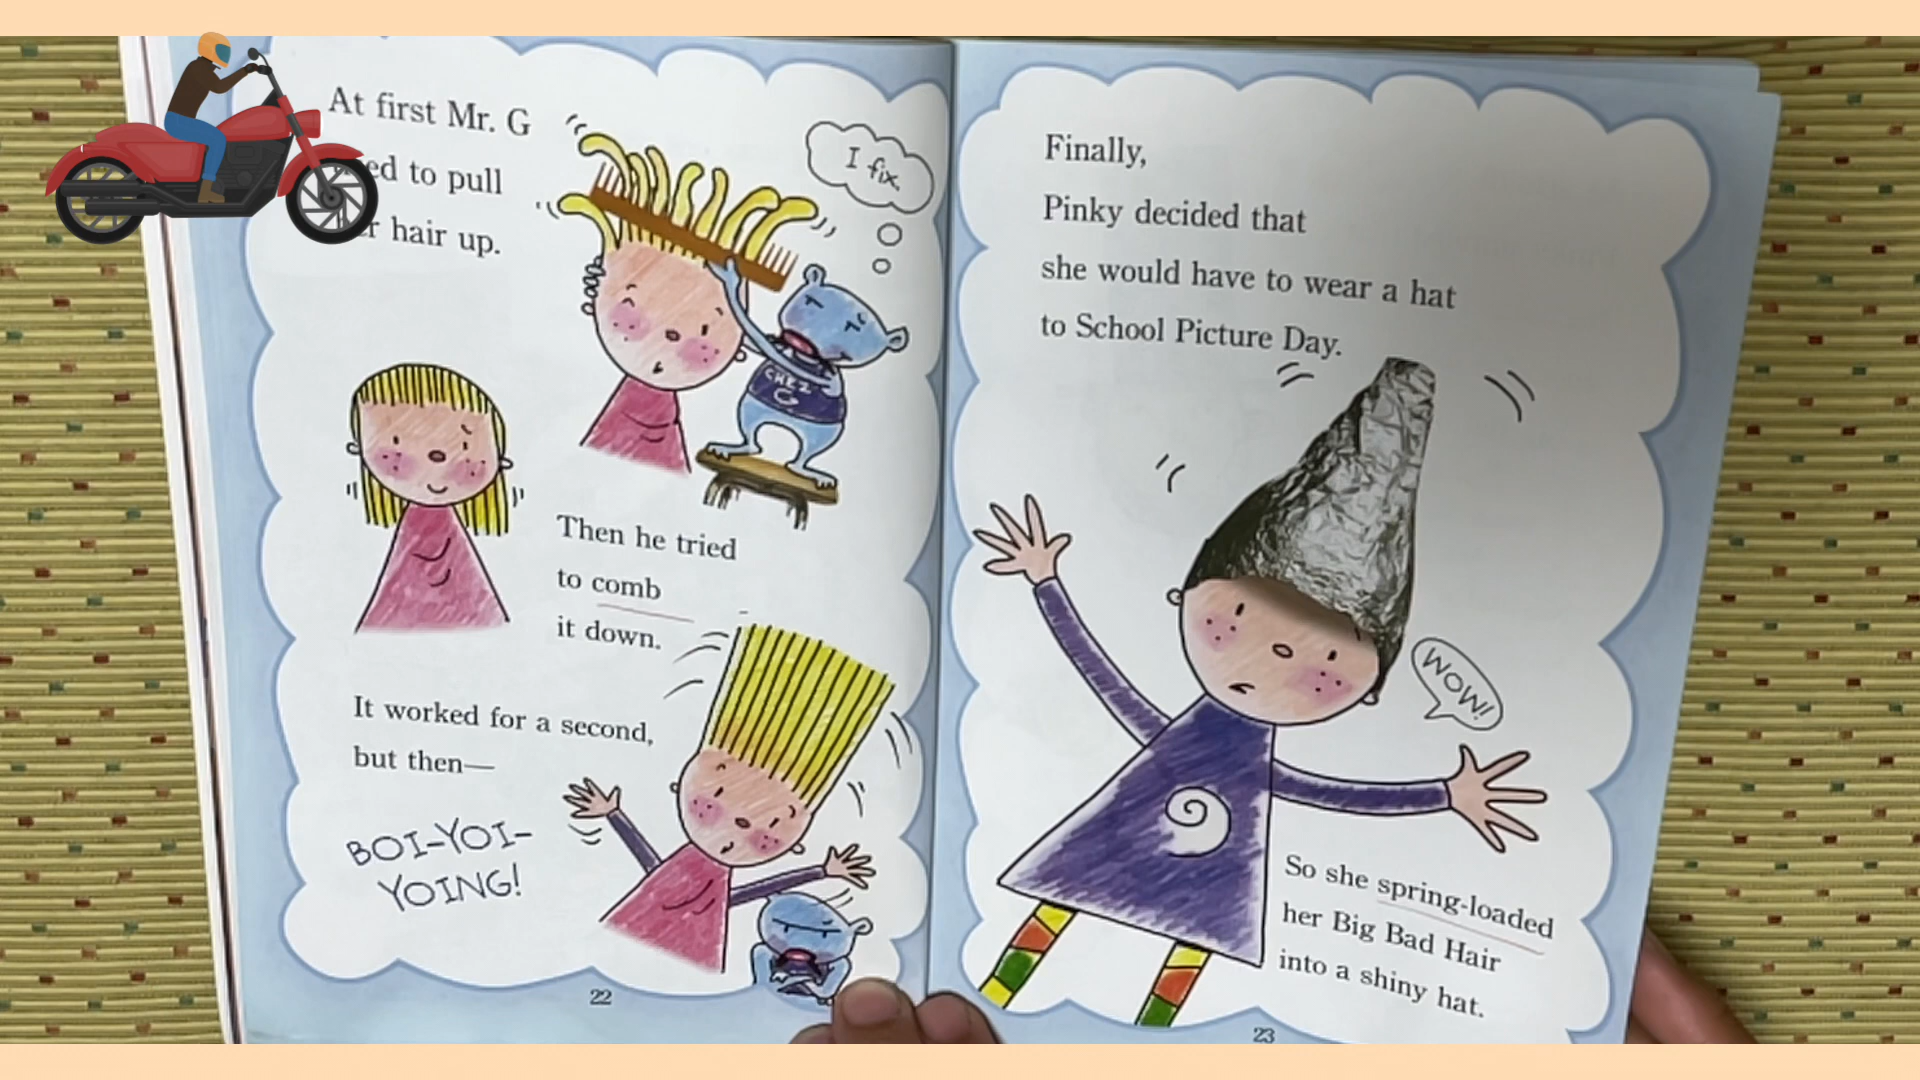 At first Mr. G
to pull
hair up.
I fix.
CHEZ
G
Then he tried
to comb
it down.
It worked for a second,
but then—
BOI-YOI-
YOING!
22
Finally,
Pinky decided that
she would have to wear a hat
to School Picture Day.
WOW!
So she spring-loaded
her Big Bad Hair
into a shiny hat.
23